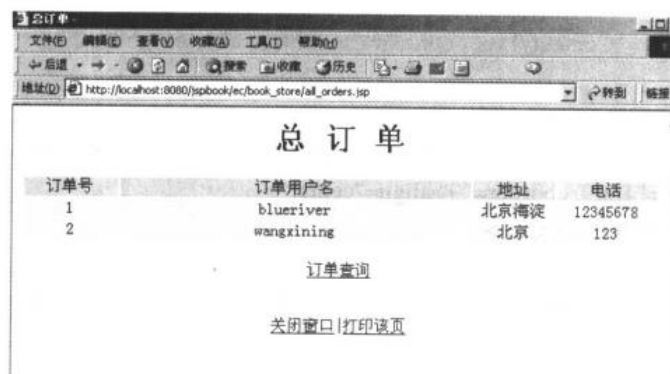 总订单
文件(F) 编辑(E) 查看(V) 收藏(A) 工具(T) 帮助(H)
后退 搜索 收藏 历史
地址(D) http://localhost:8080/jspbook/ec/book_store/all_orders.jsp 转到 链接
总 订 单
订单号 订单用户名 地址 电话
1 blueriver 北京海淀 12345678
2 wangxining 北京 123
订单查询
关闭窗口|打印该页